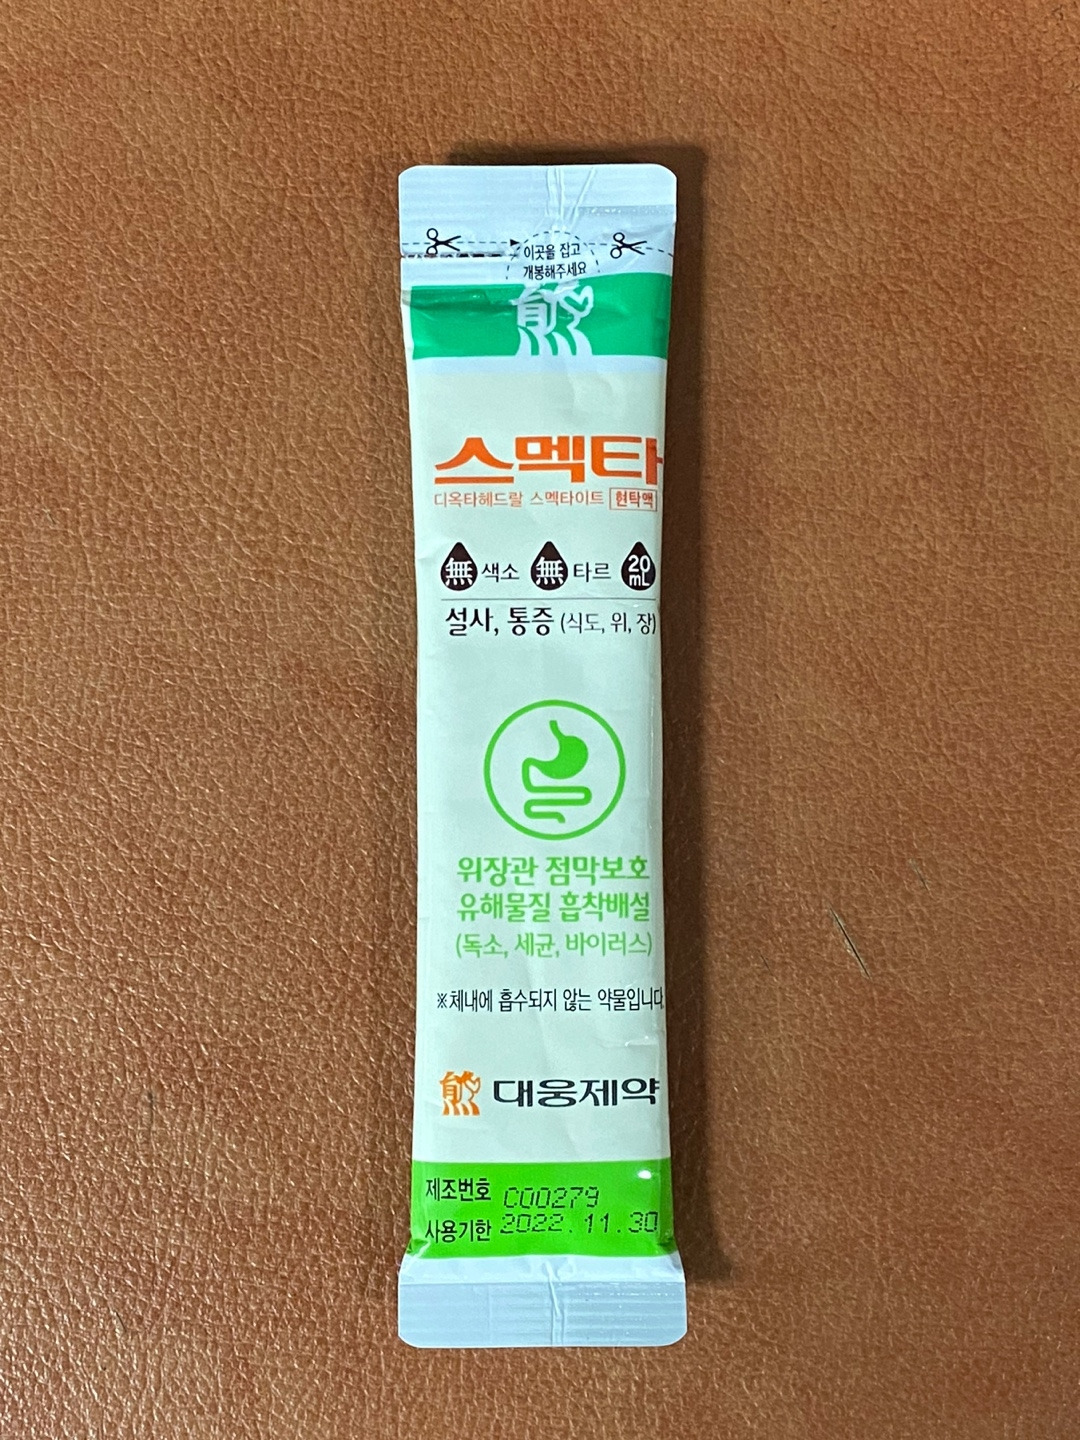 이곳을 잡고
개봉해주세요
스멕타
디옥타헤드랄 스멕타이트 현탁액
無 색소 無 타르 20 mL
설사, 통증 (식도, 위, 장)
위장관 점막보호
유해물질 흡착배설
(독소, 세균, 바이러스)
※체내에 흡수되지 않는 약물입니다.
대웅제약
제조번호 C00279
사용기한 2022.11.30